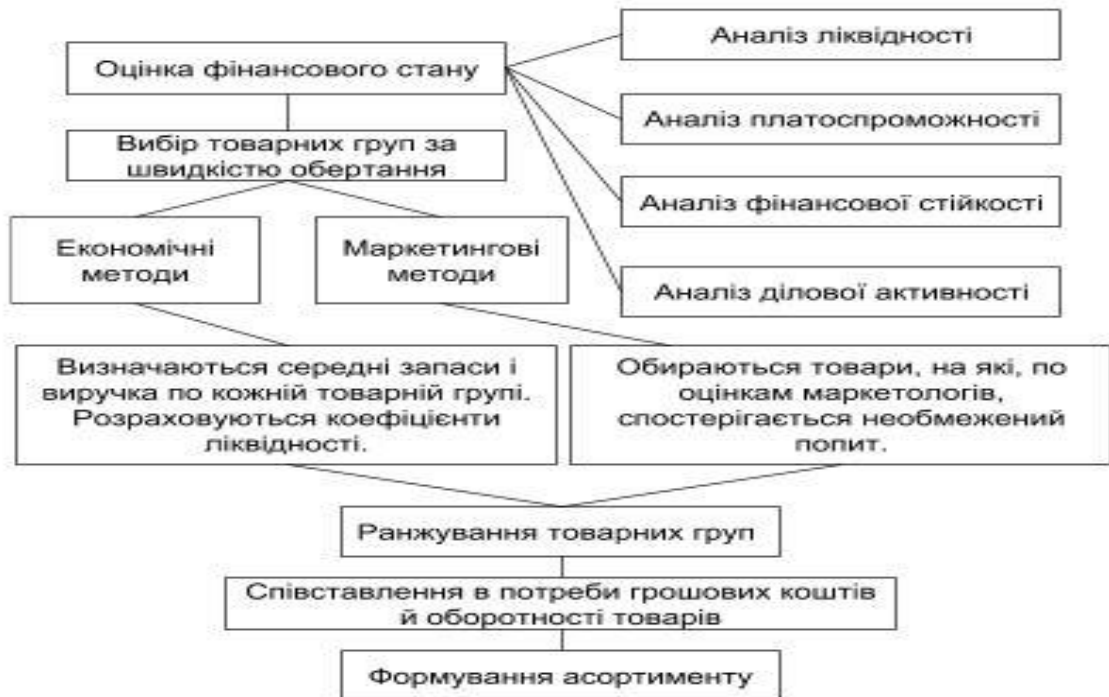 Оцінка фінансового стану
Аналіз ліквідності
Аналіз платоспроможності
Аналіз фінансової стійкості
Аналіз ділової активності
Вибір товарних груп за
швидкістю обертання
Економічні
методи
Маркетингові
методи
Визначаються середні запаси і
виручка по кожній товарній групі.
Розраховуються коефіцієнти
ліквідності.
Обираються товари, на які, по
оцінкам маркетологів,
спостерігається необмежений
попит.
Ранжування товарних груп
Співставлення в потреби грошових коштів
й оборотності товарів
Формування асортименту